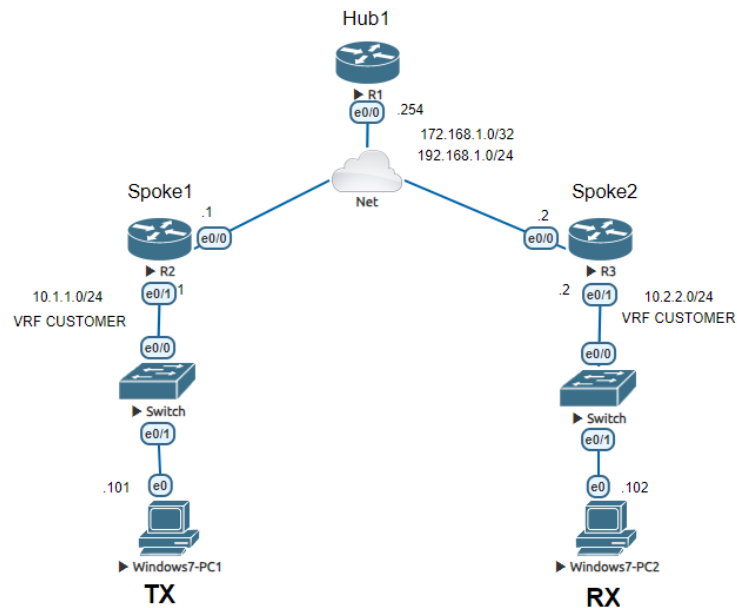 Hub1
R1
e0/0
.254
172.168.1.0/32
192.168.1.0/24
Net
Spoke1
.1
e0/0
R2
10.1.1.0/24
VRF CUSTOMER
e0/1
1
e0/0
Switch
e0/1
.101
e0
Windows7-PC1
TX
Spoke2
.2
e0/0
R3
.2
e0/1
10.2.2.0/24
VRF CUSTOMER
e0/0
Switch
e0/1
e0
.102
Windows7-PC2
RX